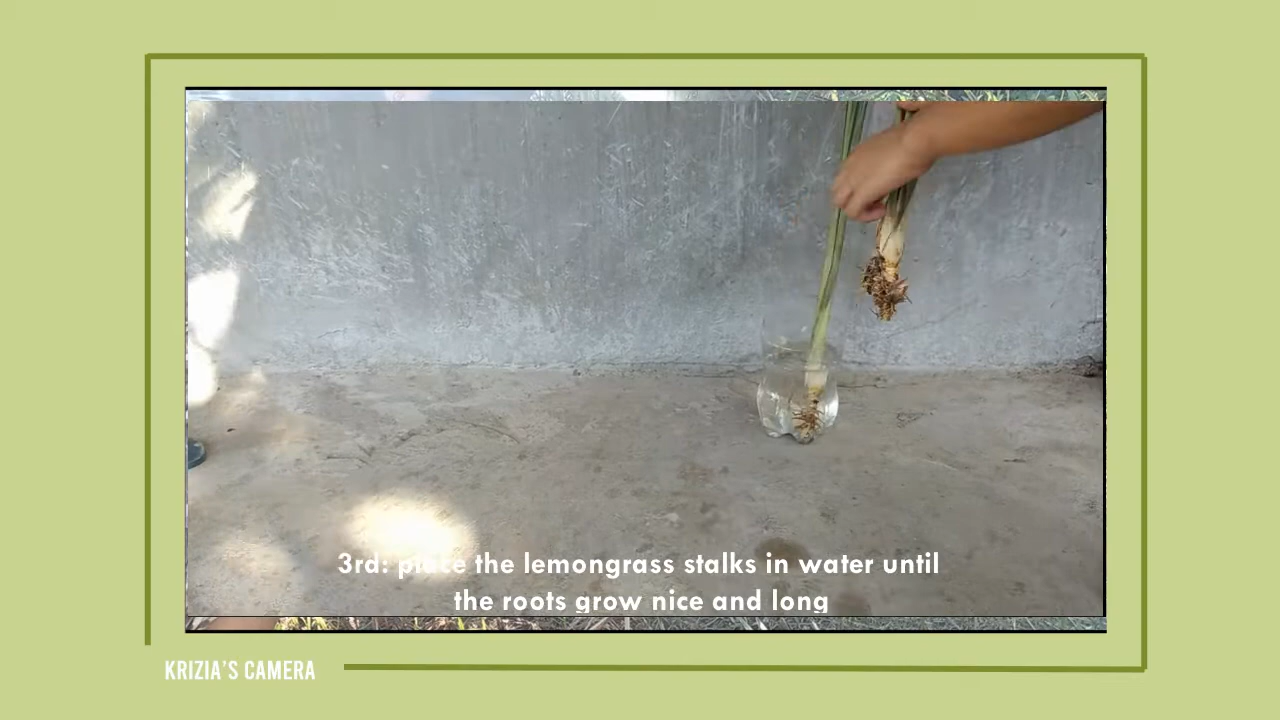 3rd: place the lemongrass stalks in water until
the roots grow nice and long
KRIZIA'S CAMERA